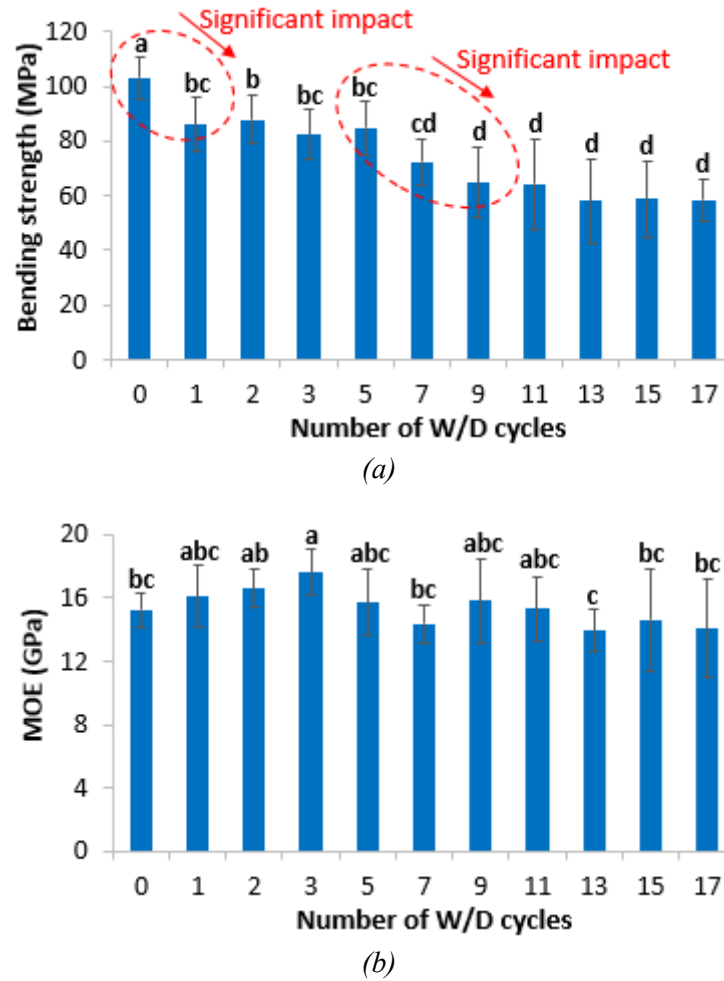 Significant impact
Significant impact
120
100
80
60
40
20
0
Bending strength (MPa)
a
bc
b
bc
bc
cd
d
d
d
d
d
0 1 2 3 5 7 9 11 13 15 17
Number of W/D cycles
(a)
20
16
12
8
4
0
MOE (GPa)
bc
abc
ab
a
abc
bc
abc
abc
c
bc
bc
0 1 2 3 5 7 9 11 13 15 17
Number of W/D cycles
(b)